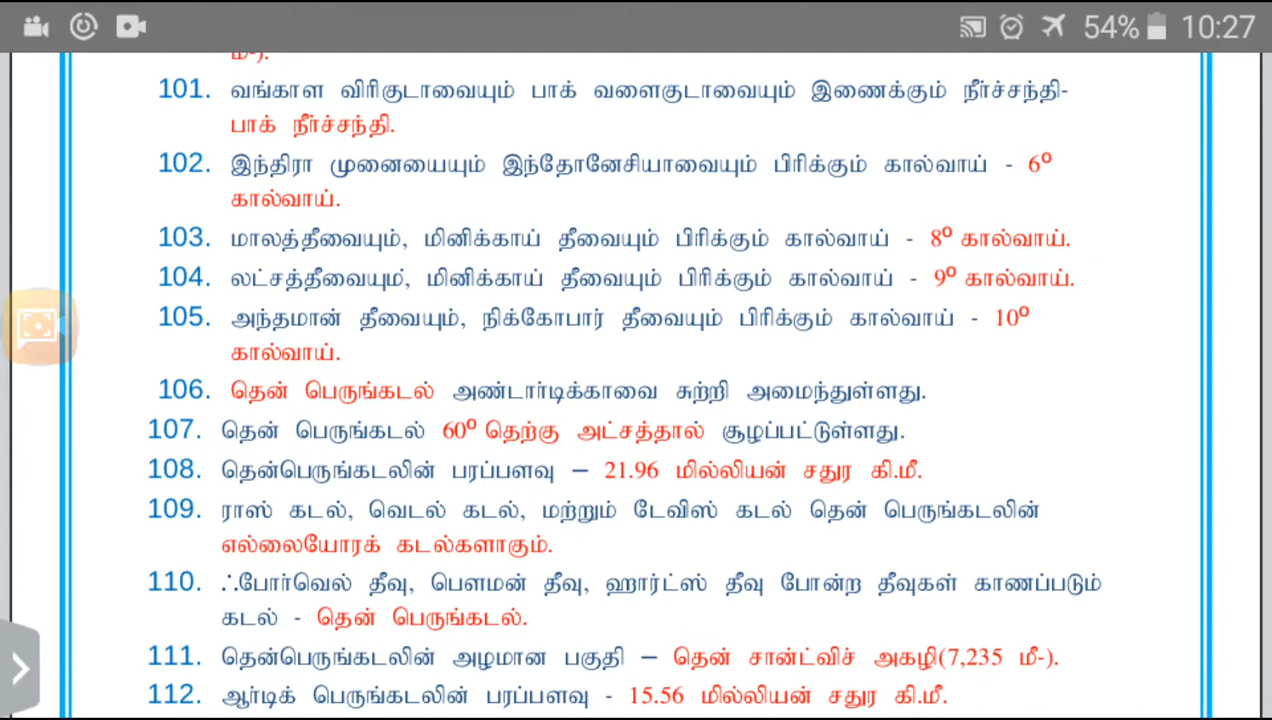 54% 10:27
மீ-).
101. வங்காள விரிகுடாவையும் பாக் வளைகுடாவையும் இணைக்கும் நீர்ச்சந்தி-
பாக் நீர்ச்சந்தி.
102. இந்திரா முனையையும் இந்தோனேசியாவையும் பிரிக்கும் கால்வாய் - 6⁰
கால்வாய்.
103. மாலத்தீவையும், மினிக்காய் தீவையும் பிரிக்கும் கால்வாய் - 8⁰ கால்வாய்.
104. லட்சத்தீவையும், மினிக்காய் தீவையும் பிரிக்கும் கால்வாய் - 9⁰ கால்வாய்.
105. அந்தமான் தீவையும், நிக்கோபார் தீவையும் பிரிக்கும் கால்வாய் - 10⁰
கால்வாய்.
106. தென் பெருங்கடல் அண்டார்டிக்காவை சுற்றி அமைந்துள்ளது.
107. தென் பெருங்கடல் 60⁰ தெற்கு அட்சத்தால் சூழப்பட்டுள்ளது.
108. தென்பெருங்கடலின் பரப்பளவு – 21.96 மில்லியன் சதுர கி.மீ.
109. ராஸ் கடல், வெடல் கடல், மற்றும் டேவிஸ் கடல் தென் பெருங்கடலின்
எல்லையோரக் கடல்களாகும்.
110. ஃபோர்வெல் தீவு, பௌமன் தீவு, ஹார்ட்ஸ் தீவு போன்ற தீவுகள் காணப்படும்
கடல் - தென் பெருங்கடல்.
111. தென்பெருங்கடலின் அழமான பகுதி – தென் சான்ட்விச் அகழி(7,235 மீ-).
112. ஆர்டிக் பெருங்கடலின் பரப்பளவு - 15.56 மில்லியன் சதுர கி.மீ.